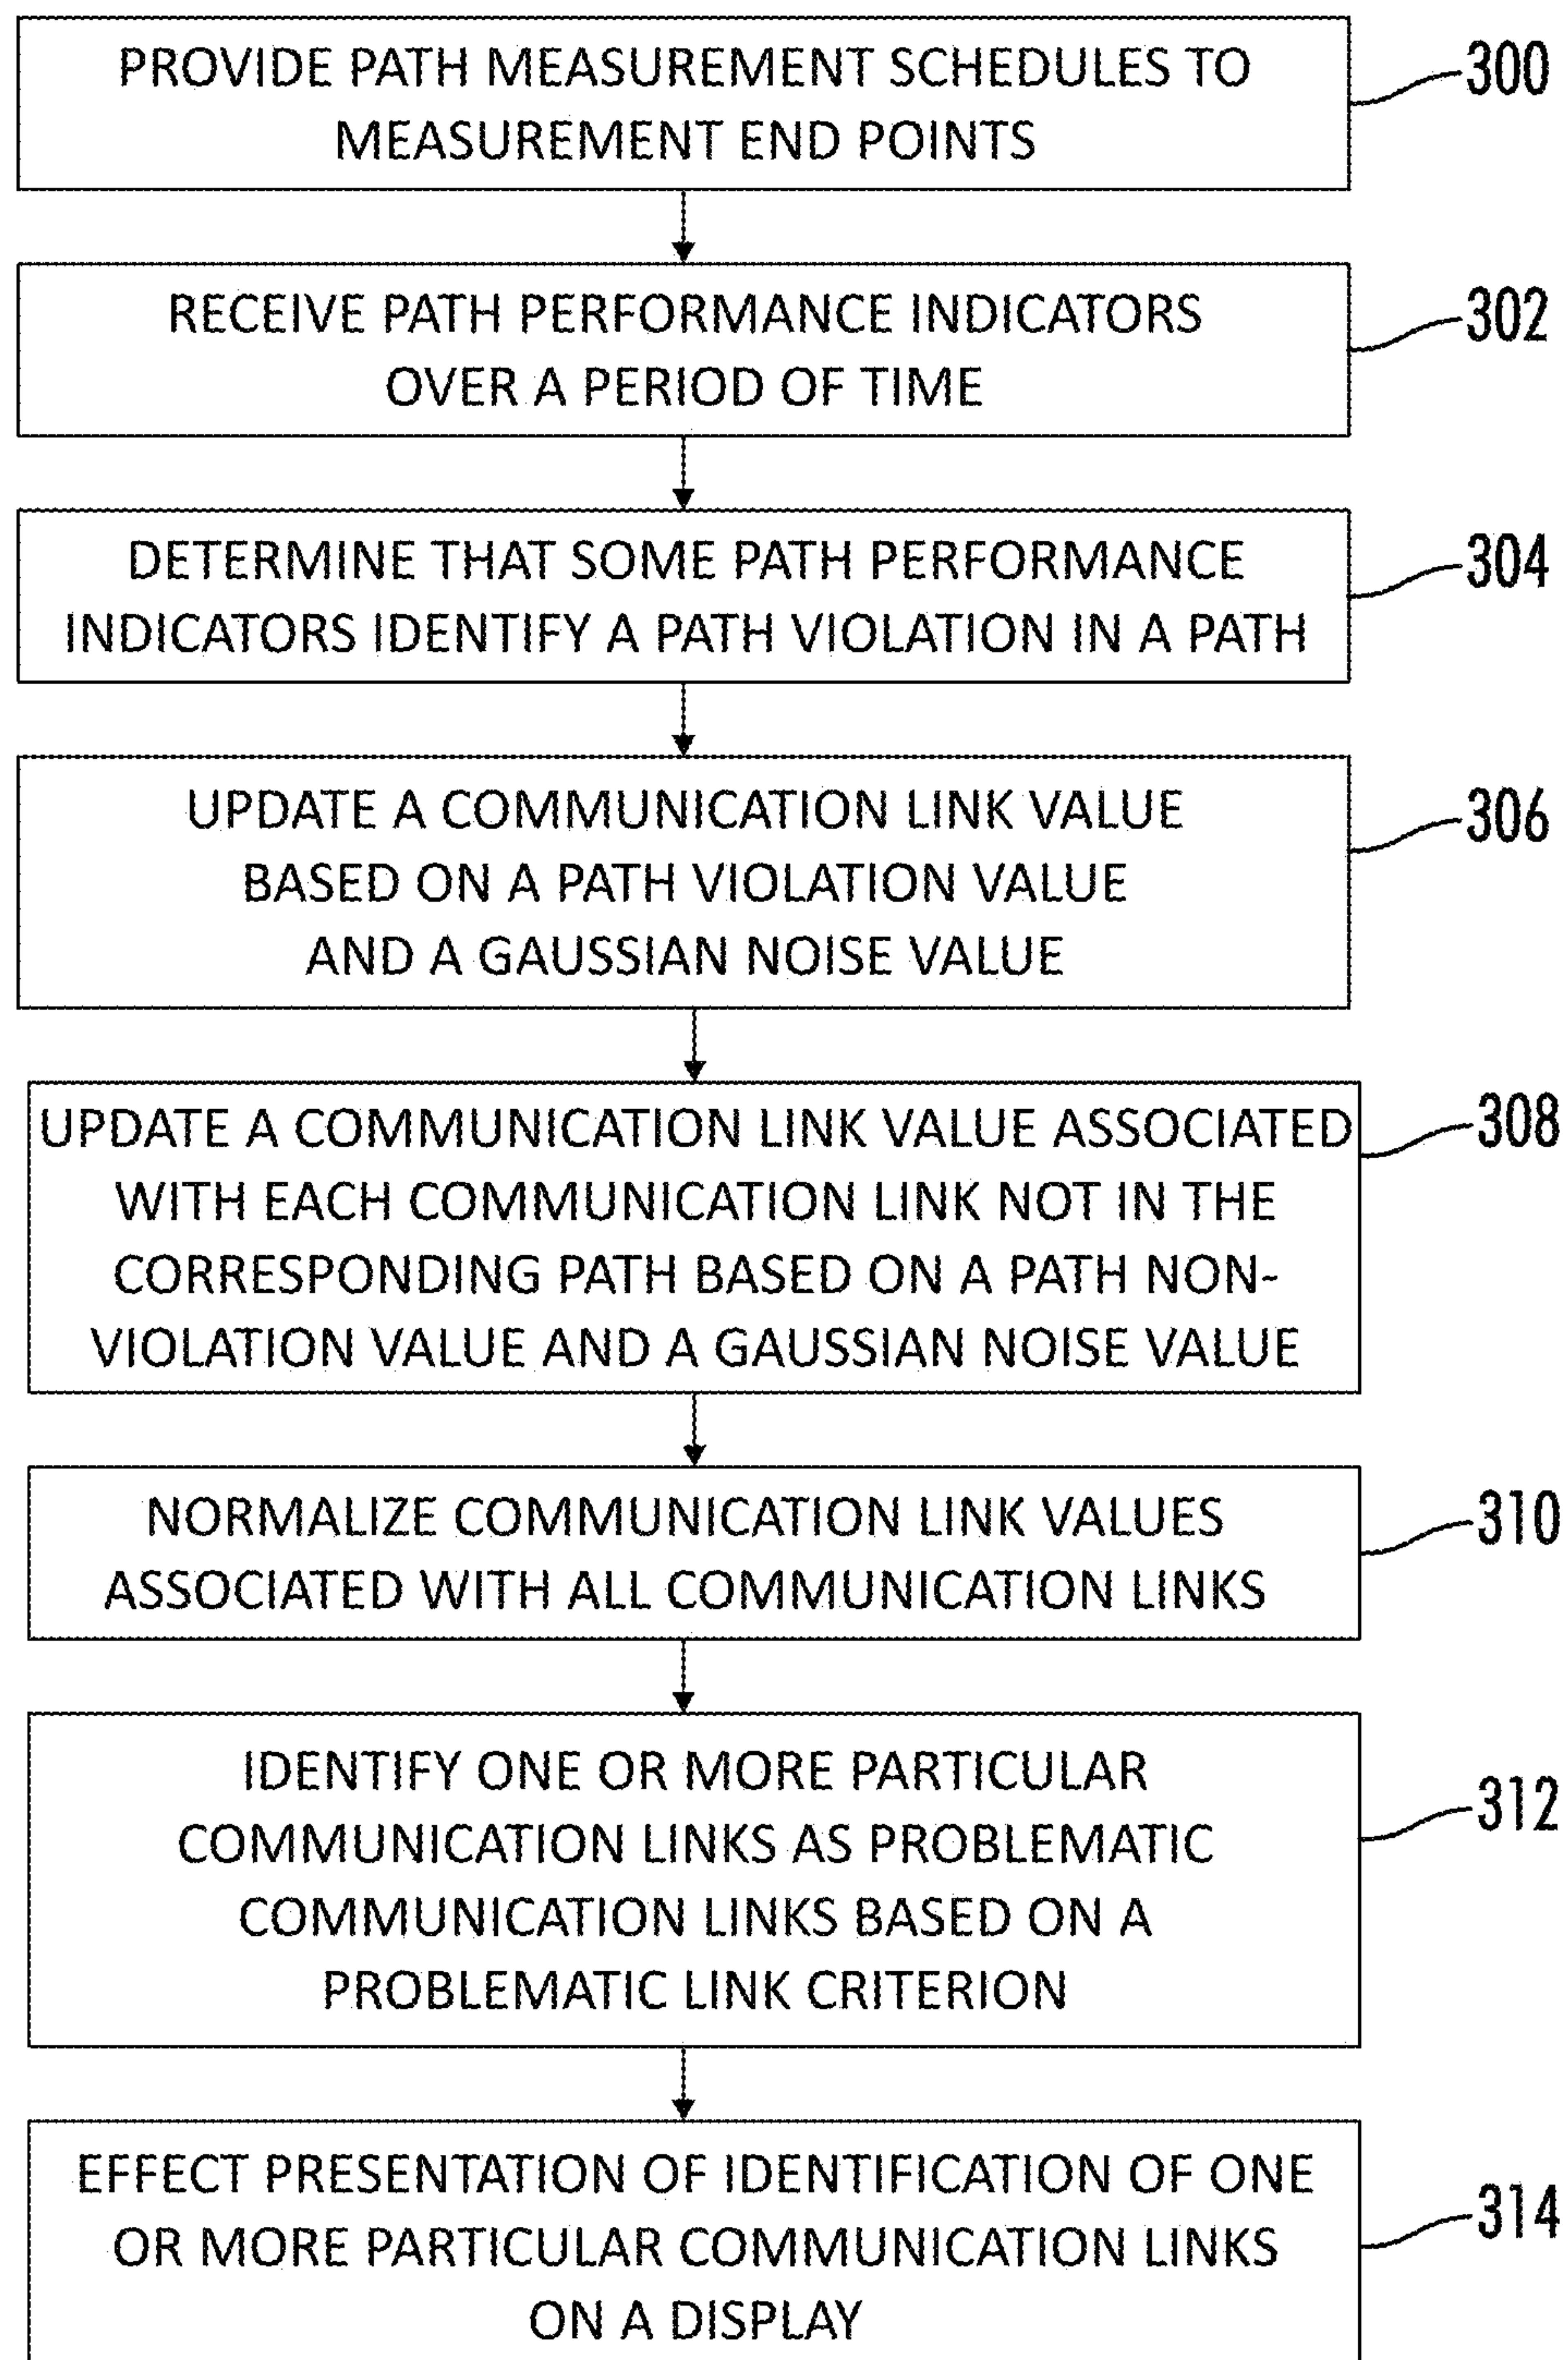 PROVIDE PATH MEASUREMENT SCHEDULES TO
MEASUREMENT END POINTS
300
RECEIVE PATH PERFORMANCE INDICATORS
OVER A PERIOD OF TIME
302
DETERMINE THAT SOME PATH PERFORMANCE
INDICATORS IDENTIFY A PATH VIOLATION IN A PATH
304
UPDATE A COMMUNICATION LINK VALUE
BASED ON A PATH VIOLATION VALUE
AND A GAUSSIAN NOISE VALUE
306
UPDATE A COMMUNICATION LINK VALUE ASSOCIATED
WITH EACH COMMUNICATION LINK NOT IN THE
CORRESPONDING PATH BASED ON A PATH NON-
VIOLATION VALUE AND A GAUSSIAN NOISE VALUE
308
NORMALIZE COMMUNICATION LINK VALUES
ASSOCIATED WITH ALL COMMUNICATION LINKS
310
IDENTIFY ONE OR MORE PARTICULAR
COMMUNICATION LINKS AS PROBLEMATIC
COMMUNICATION LINKS BASED ON A
PROBLEMATIC LINK CRITERION
312
EFFECT PRESENTATION OF IDENTIFICATION OF ONE
OR MORE PARTICULAR COMMUNICATION LINKS
ON A DISPLAY
314